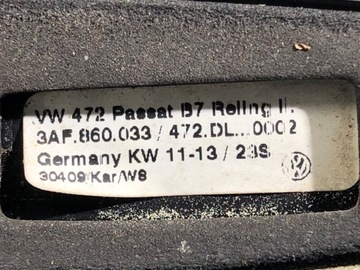 VW 472 Passat B7 Reling li.
3AF.860.033 / 472.DL...0002
Germany KW 11-13 / 23S
30409/Kar/W8